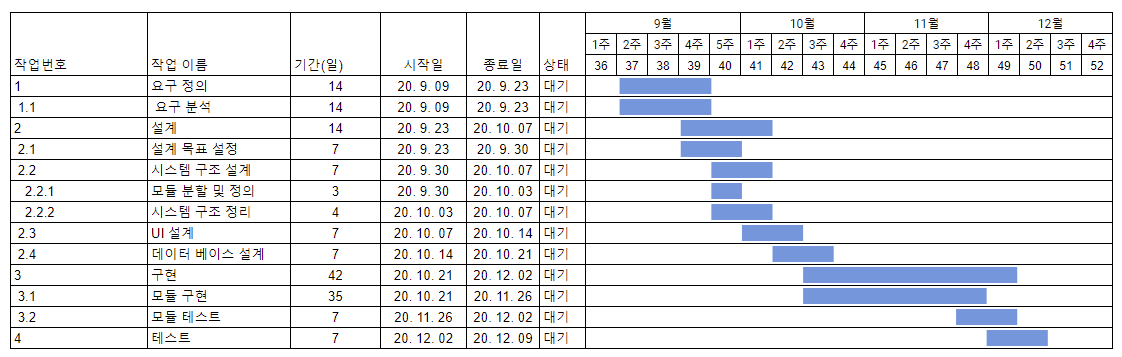 9월 10월 11월 12월
1주 2주 3주 4주 5주 1주 2주 3주 4주 1주 2주 3주 4주 1주 2주 3주 4주
작업번호 작업 이름 기간(일) 시작일 종료일 상태 36 37 38 39 40 41 42 43 44 45 46 47 48 49 50 51 52
1 요구 정의 14 20. 9. 09 20. 9. 23 대기
1.1 요구 분석 14 20. 9. 09 20. 9. 23 대기
2 설계 14 20. 9. 23 20. 10. 07 대기
2.1 설계 목표 설정 7 20. 9. 23 20. 9. 30 대기
2.2 시스템 구조 설계 7 20. 9. 30 20. 10. 07 대기
2.2.1 모듈 분할 및 정의 3 20. 9. 30 20. 10. 03 대기
2.2.2 시스템 구조 정리 4 20. 10. 03 20. 10. 07 대기
2.3 UI 설계 7 20. 10. 07 20. 10. 14 대기
2.4 데이터 베이스 설계 7 20. 10. 14 20. 10. 21 대기
3 구현 42 20. 10. 21 20. 12. 02 대기
3.1 모듈 구현 35 20. 10. 21 20. 11. 26 대기
3.2 모듈 테스트 7 20. 11. 26 20. 12. 02 대기
4 테스트 7 20. 12. 02 20. 12. 09 대기